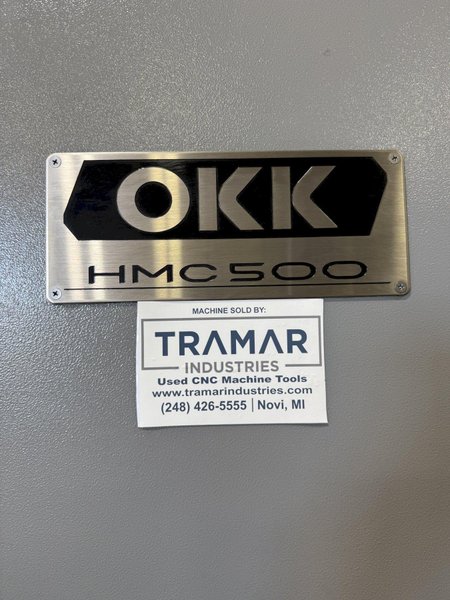 OKK
HMC500
MACHINE SOLD BY:
TRAMAR
INDUSTRIES
Used CNC Machine Tools
www.tramarindustries.com
(248) 426-5555 | Novi, MI